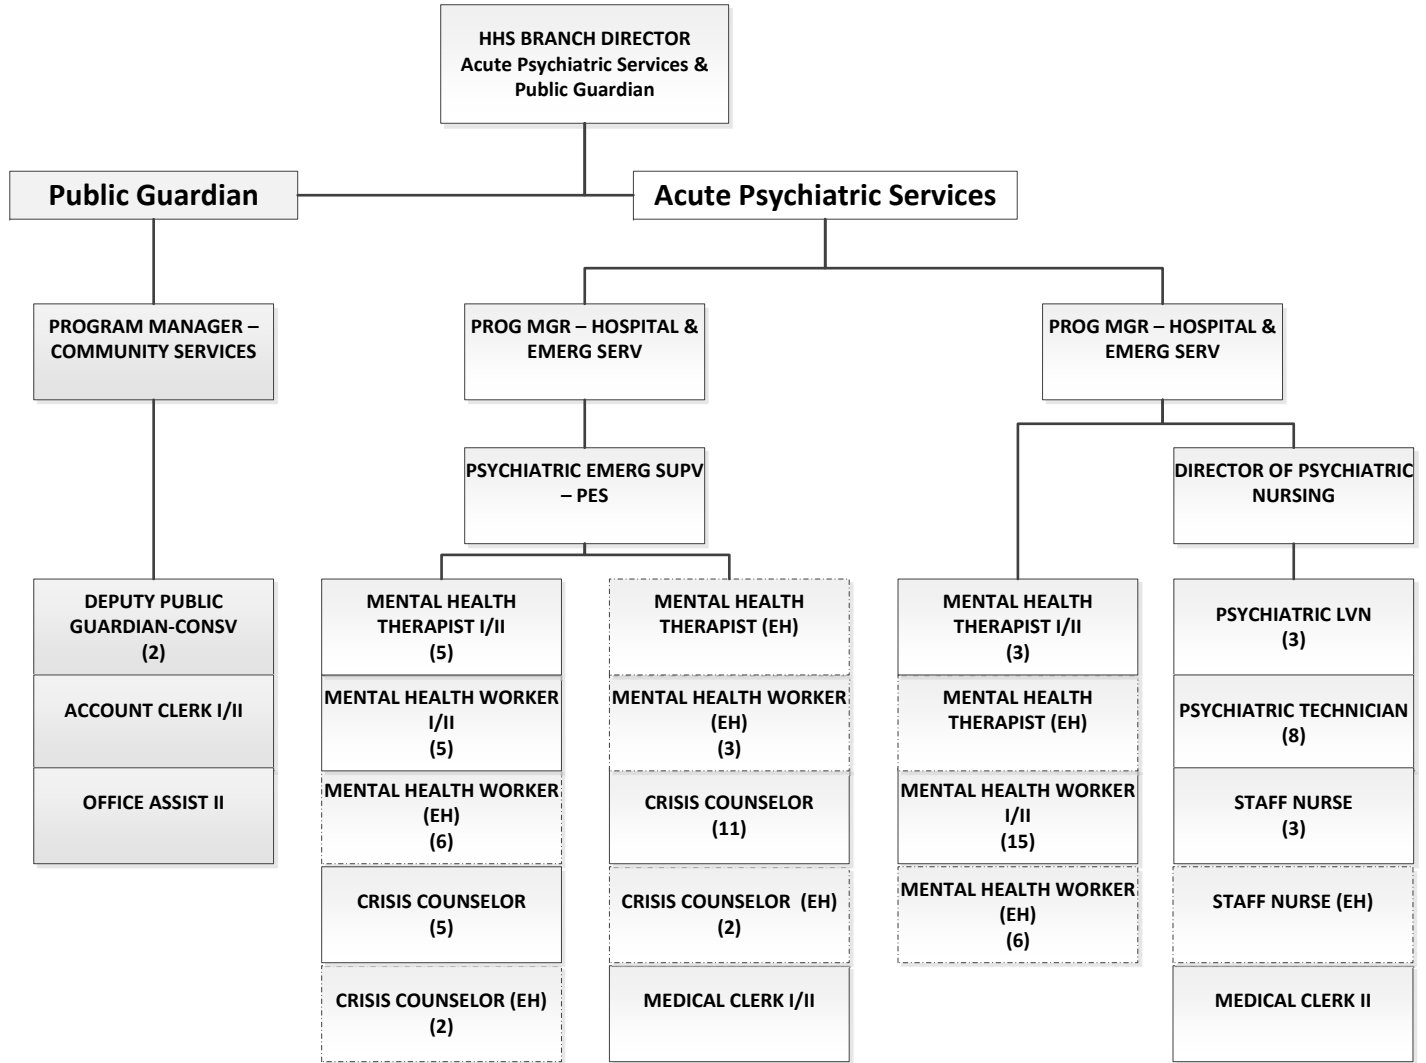 HHS BRANCH DIRECTOR
Acute Psychiatric Services &
Public Guardian
Public Guardian
Acute Psychiatric Services
PROGRAM MANAGER –
COMMUNITY SERVICES
PROG MGR – HOSPITAL &
EMERG SERV
PROG MGR – HOSPITAL &
EMERG SERV
PSYCHIATRIC EMERG SUPV
– PES
DIRECTOR OF PSYCHIATRIC
NURSING
DEPUTY PUBLIC
GUARDIAN-CONSV
(2)
ACCOUNT CLERK I/II
OFFICE ASSIST II
MENTAL HEALTH
THERAPIST I/II
(5)
MENTAL HEALTH WORKER
I/II
(5)
MENTAL HEALTH WORKER
(EH)
(6)
CRISIS COUNSELOR
(5)
CRISIS COUNSELOR (EH)
(2)
MENTAL HEALTH
THERAPIST (EH)
MENTAL HEALTH WORKER
(EH)
(3)
CRISIS COUNSELOR
(11)
CRISIS COUNSELOR (EH)
(2)
MEDICAL CLERK I/II
MENTAL HEALTH
THERAPIST I/II
(3)
MENTAL HEALTH
THERAPIST (EH)
MENTAL HEALTH WORKER
I/II
(15)
MENTAL HEALTH WORKER
(EH)
(6)
PSYCHIATRIC LVN
(3)
PSYCHIATRIC TECHNICIAN
(8)
STAFF NURSE
(3)
STAFF NURSE (EH)
MEDICAL CLERK II